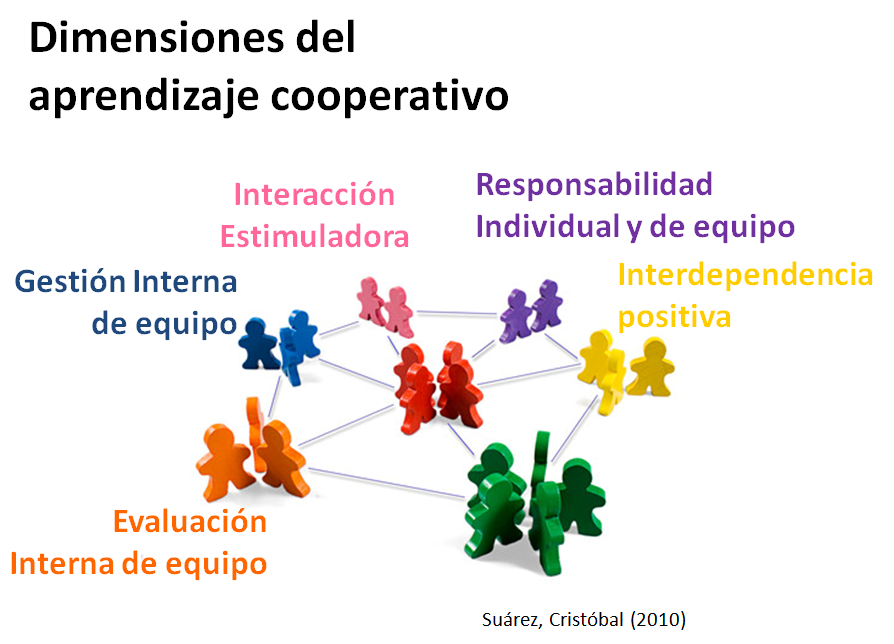 Dimensiones del
aprendizaje cooperativo
Interacción
Estimuladora
Responsabilidad
Individual y de equipo
Gestión Interna
de equipo
Interdependencia
positiva
Evaluación
Interna de equipo
Suárez, Cristóbal (2010)